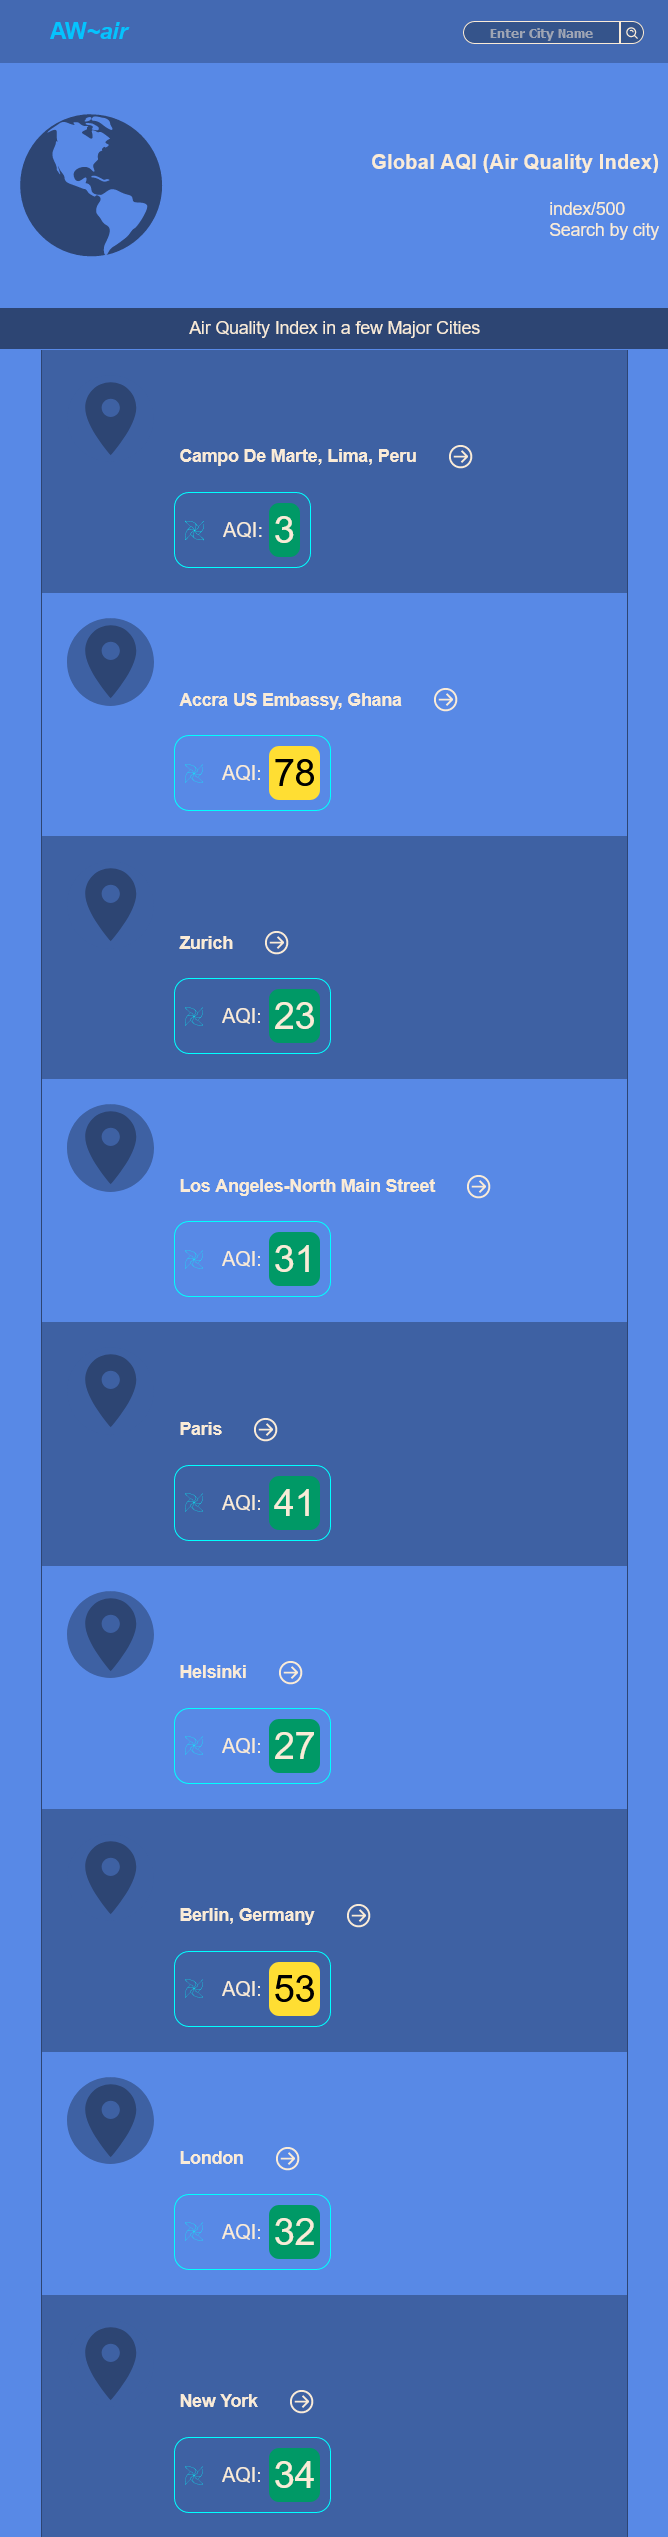 AW~air
Enter City Name
Global AQI (Air Quality Index)
index/500
Search by city
Air Quality Index in a few Major Cities
Campo De Marte, Lima, Peru
AQI: 3
Accra US Embassy, Ghana
AQI: 78
Zurich
AQI: 23
Los Angeles-North Main Street
AQI: 31
Paris
AQI: 41
Helsinki
AQI: 27
Berlin, Germany
AQI: 53
London
AQI: 32
New York
AQI: 34